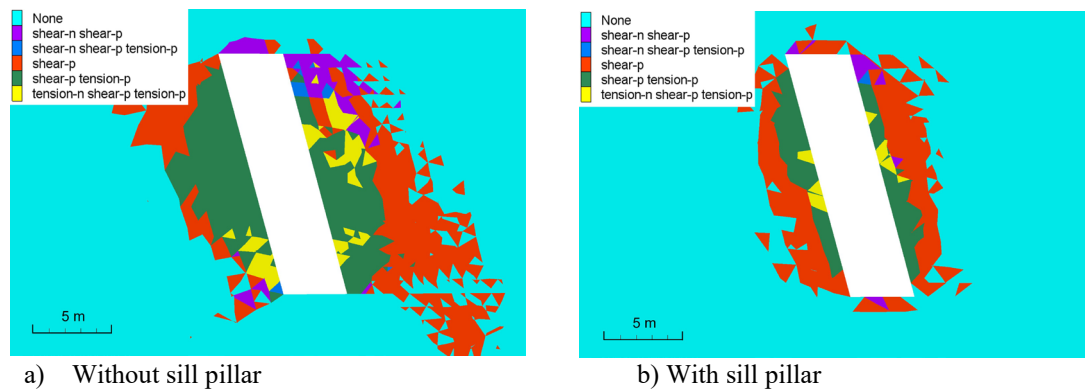 None
shear-n shear-p
shear-n shear-p tension-p
shear-p
shear-p tension-p
tension-n shear-p tension-p
5 m
a) Without sill pillar
None
shear-n shear-p
shear-n shear-p tension-p
shear-p
shear-p tension-p
tension-n shear-p tension-p
5 m
b) With sill pillar